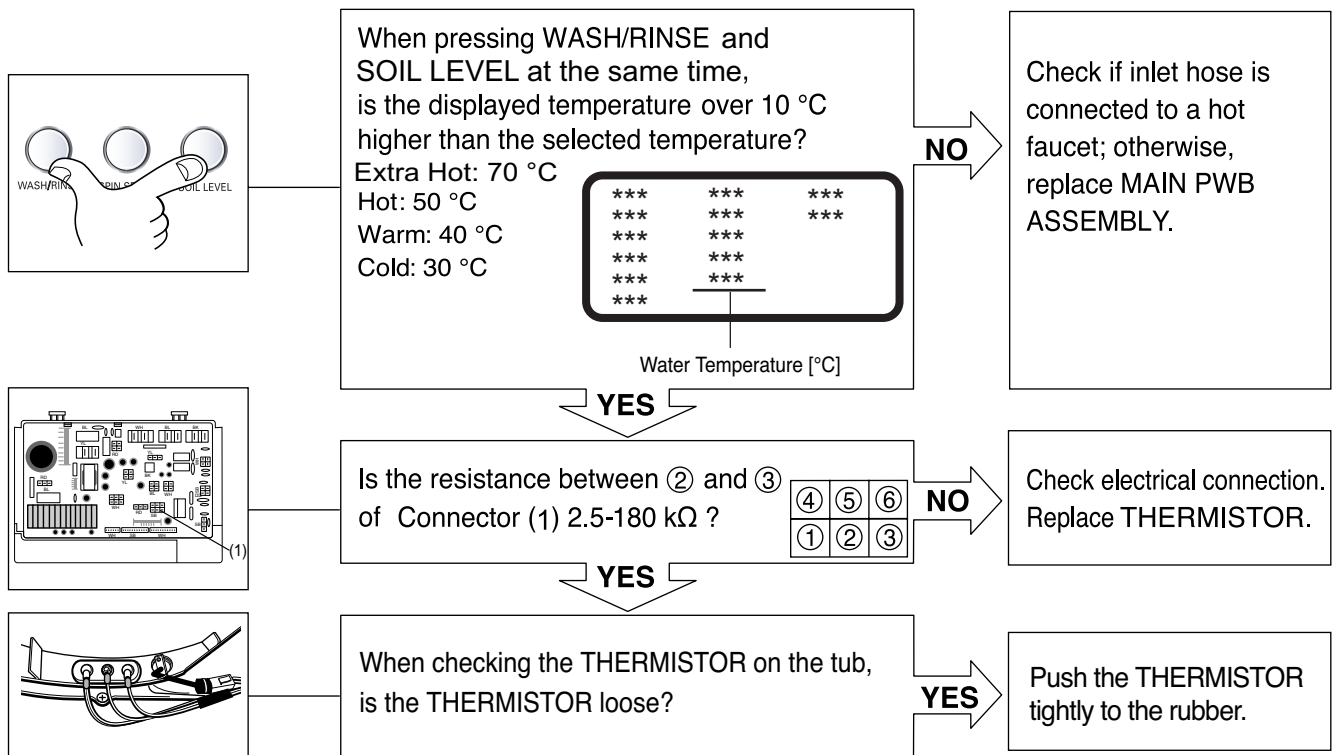 When pressing WASH/RINSE and
SOIL LEVEL at the same time,
is the displayed temperature over 10 °C
higher than the selected temperature?
Extra Hot: 70 °C
Hot: 50 °C
Warm: 40 °C
Cold: 30 °C
*** *** ***
*** *** ***
*** ***
*** ***
*** ***
***
Water Temperature [°C]
WASH/RIN SPIN S SOIL LEVEL
NO
Check if inlet hose is
connected to a hot
faucet; otherwise,
replace MAIN PWB
ASSEMBLY.
YES
(1)
Is the resistance between ② and ③
of Connector (1) 2.5-180 kΩ ?
④ ⑤ ⑥
① ② ③
NO
Check electrical connection.
Replace THERMISTOR.
YES
When checking the THERMISTOR on the tub,
is the THERMISTOR loose?
YES
Push the THERMISTOR
tightly to the rubber.